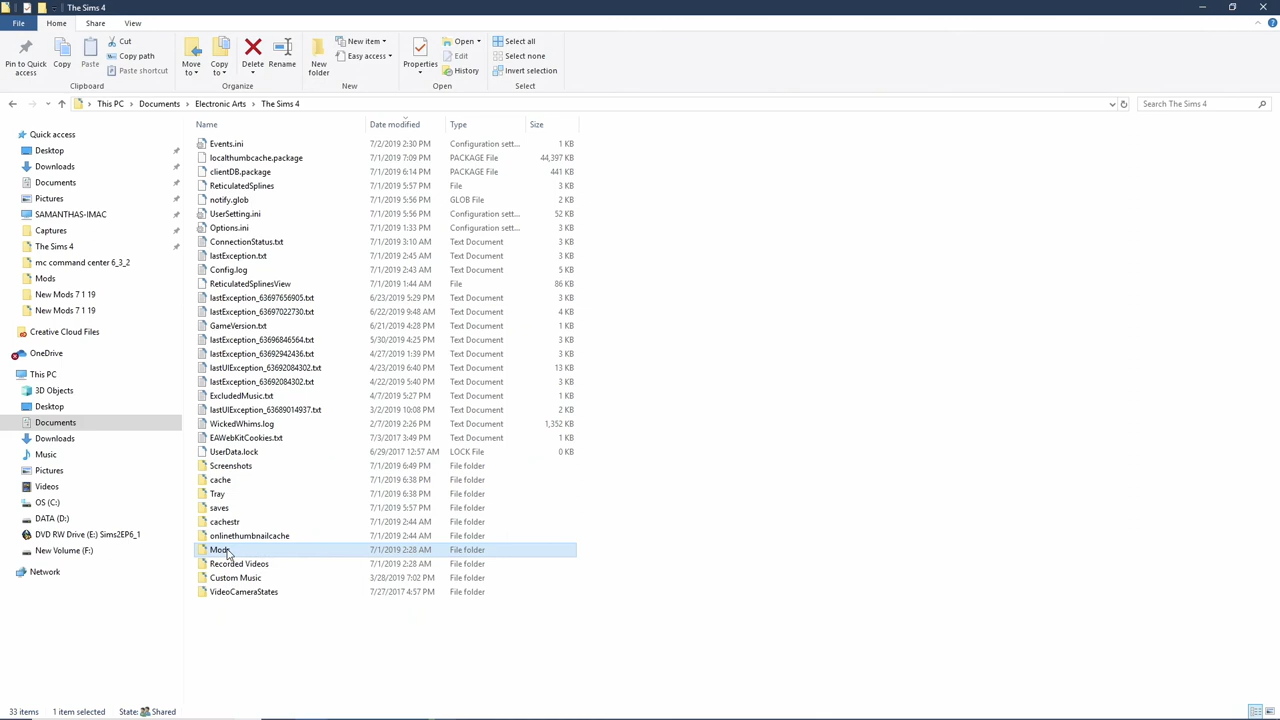 The Sims 4
File Home Share View
Pin to Quick access
Copy
Paste
Cut
Copy path
Paste shortcut
Clipboard
Move to
Copy to
Delete
Rename
Organize
New folder
New item
Easy access
New
Properties
Open
Edit
History
Open
Select all
Select none
Invert selection
Select
This PC Documents Electronic Arts The Sims 4
Search The Sims 4
Quick access
Desktop
Downloads
Documents
Pictures
SAMANTHAS-IMAC
Captures
The Sims 4
mc command center 6_3_2
Mods
New Mods 7 1 19
New Mods 7 1 19
Creative Cloud Files
OneDrive
This PC
3D Objects
Desktop
Documents
Downloads
Music
Pictures
Videos
OS (C:)
DATA (D:)
DVD RW Drive (E:) Sims2EP6_1
New Volume (F:)
Network
Name Date modified Type Size
Events.ini 7/2/2019 2:30 PM Configuration sett... 1 KB
localthumbcache.package 7/1/2019 7:09 PM PACKAGE File 44,397 KB
clientDB.package 7/1/2019 6:14 PM PACKAGE File 441 KB
ReticulatedSplines 7/1/2019 5:57 PM File 3 KB
notify.glob 7/1/2019 5:56 PM GLOB File 2 KB
UserSetting.ini 7/1/2019 5:56 PM Configuration sett... 52 KB
Options.ini 7/1/2019 1:33 PM Configuration sett... 3 KB
ConnectionStatus.txt 7/1/2019 3:10 AM Text Document 3 KB
lastException.txt 7/1/2019 2:45 AM Text Document 3 KB
Config.log 7/1/2019 2:43 AM Text Document 5 KB
ReticulatedSplinesView 7/1/2019 1:44 AM File 86 KB
lastException_63697656905.txt 6/23/2019 5:29 PM Text Document 3 KB
lastException_63697022730.txt 6/22/2019 9:48 AM Text Document 4 KB
GameVersion.txt 6/21/2019 4:28 PM Text Document 1 KB
lastException_63696846564.txt 5/30/2019 4:25 PM Text Document 3 KB
lastException_63692942436.txt 4/27/2019 1:39 PM Text Document 3 KB
lastUIException_63692084302.txt 4/23/2019 6:40 PM Text Document 13 KB
lastException_63692084302.txt 4/22/2019 5:40 PM Text Document 3 KB
ExcludedMusic.txt 4/7/2019 5:27 PM Text Document 1 KB
lastUIException_63689014937.txt 3/2/2019 10:08 PM Text Document 2 KB
WickedWhims.log 2/7/2019 2:26 PM Text Document 1,352 KB
EAWebKitCookies.txt 7/3/2017 3:49 PM Text Document 1 KB
UserData.lock 6/29/2017 12:57 AM LOCK File 0 KB
Screenshots 7/1/2019 6:49 PM File folder
cache 7/1/2019 6:38 PM File folder
Tray 7/1/2019 6:38 PM File folder
saves 7/1/2019 5:57 PM File folder
cachestr 7/1/2019 2:44 AM File folder
onlinethumbnailcache 7/1/2019 2:44 AM File folder
Mods 7/1/2019 2:28 AM File folder
Recorded Videos 7/1/2019 2:28 AM File folder
Custom Music 3/28/2019 7:02 PM File folder
VideoCameraStates 7/27/2017 4:57 PM File folder
33 items 1 item selected State: Shared